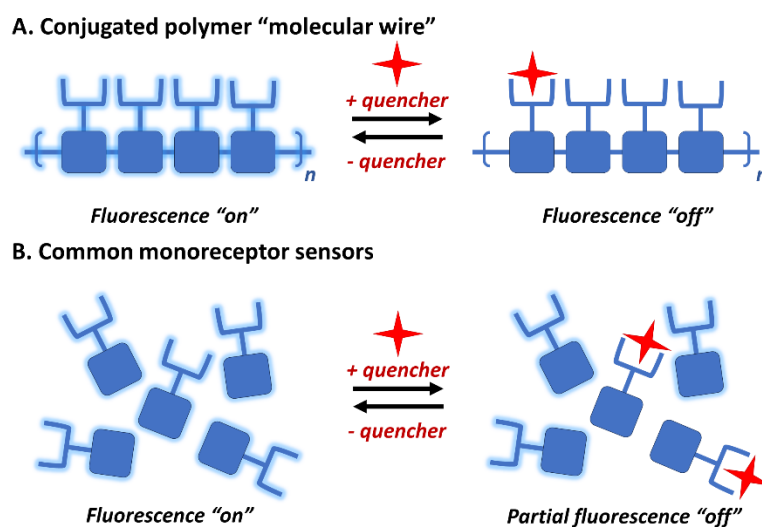 A. Conjugated polymer “molecular wire”
+ quencher
- quencher
n
Fluorescence “on”
Fluorescence “off”
B. Common monoreceptor sensors
+ quencher
- quencher
Fluorescence “on”
Partial fluorescence “off”